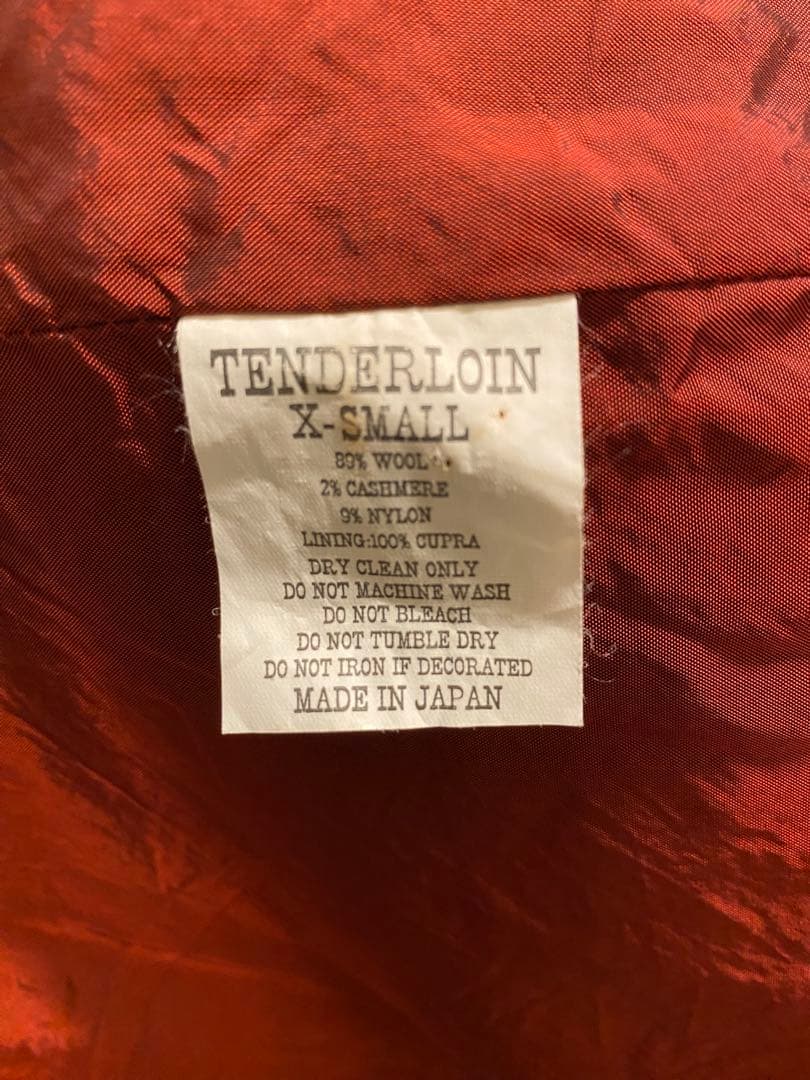 TENDERLOIN
X-SMALL
89% WOOL
2% CASHMERE
9% NYLON
LINING:100% CUPRA
DRY CLEAN ONLY
DO NOT MACHINE WASH
DO NOT BLEACH
DO NOT TUMBLE DRY
DO NOT IRON IF DECORATED
MADE IN JAPAN